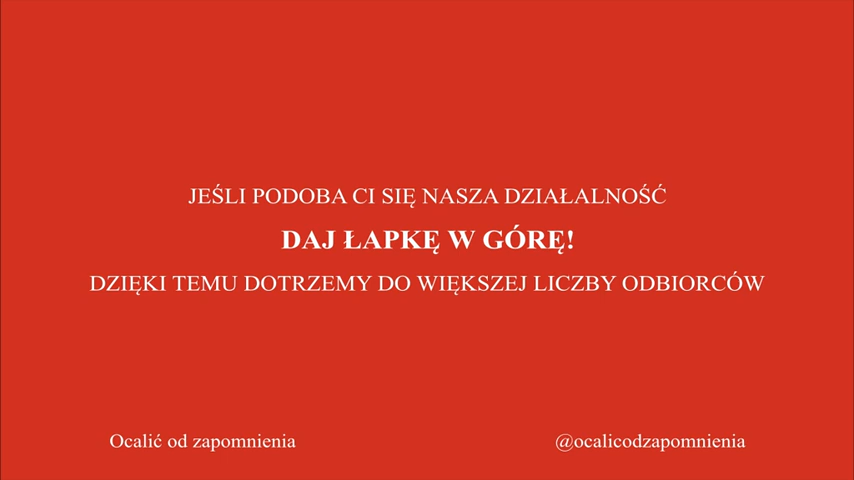 JEŚLI PODOBA CI SIĘ NASZA DZIAŁALNOŚĆ
DAJ ŁAPKĘ W GÓRĘ!
DZIĘKI TEMU DOTRZEMY DO WIĘKSZEJ LICZBY ODBIORCÓW
Ocalić od zapomnienia
@ocalicodzapomnienia